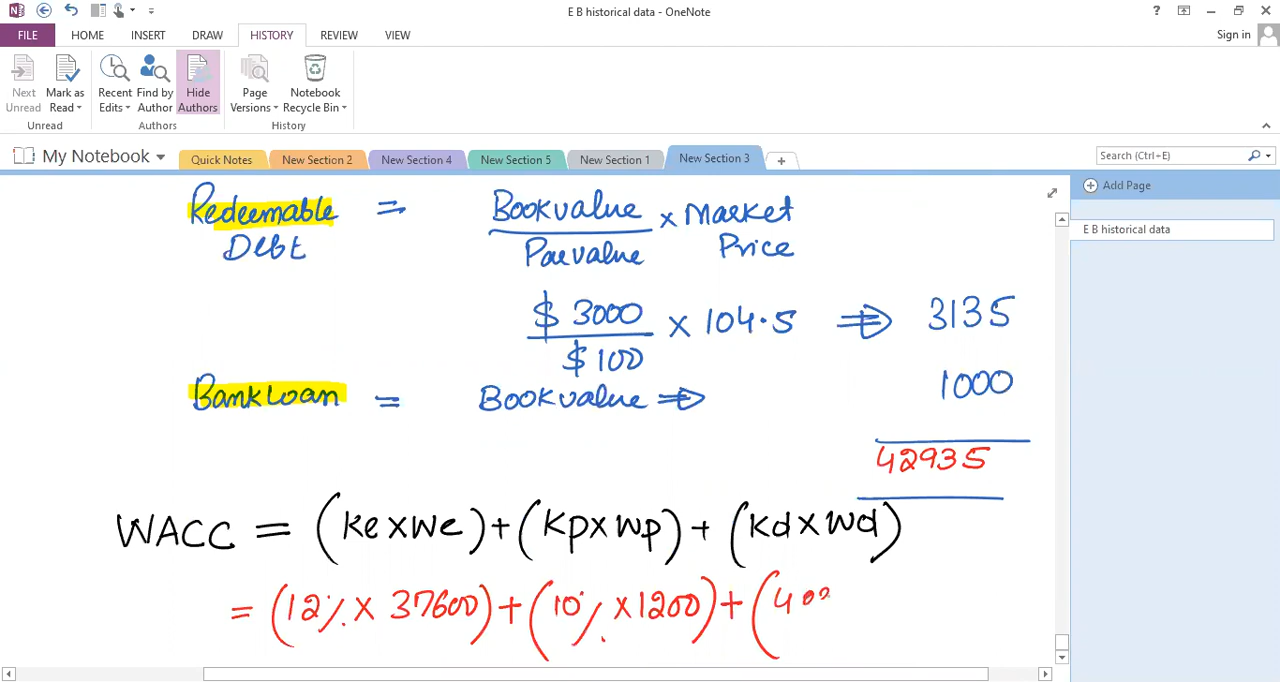 E B historical data - OneNote
FILE HOME INSERT DRAW HISTORY REVIEW VIEW Sign in
Next Unread Mark as Read Recent Edits Find by Author Hide Authors Page Versions Notebook Recycle Bin
Unread Authors History
My Notebook Quick Notes New Section 2 New Section 4 New Section 5 New Section 1 New Section 3 Search (Ctrl+E)
Add Page
E B historical data
Redeemable Debt = Bookvalue / Parvalue × Market Price
$ 3000 / $ 100 × 104.5 ⇒ 3135
Bank Loan = Bookvalue ⇒ 1000
42935
WACC = (Ke×We)+(Kp×Wp)+(Kd×Wd)
= (12% × 37600)+(10% ×1200)+(4